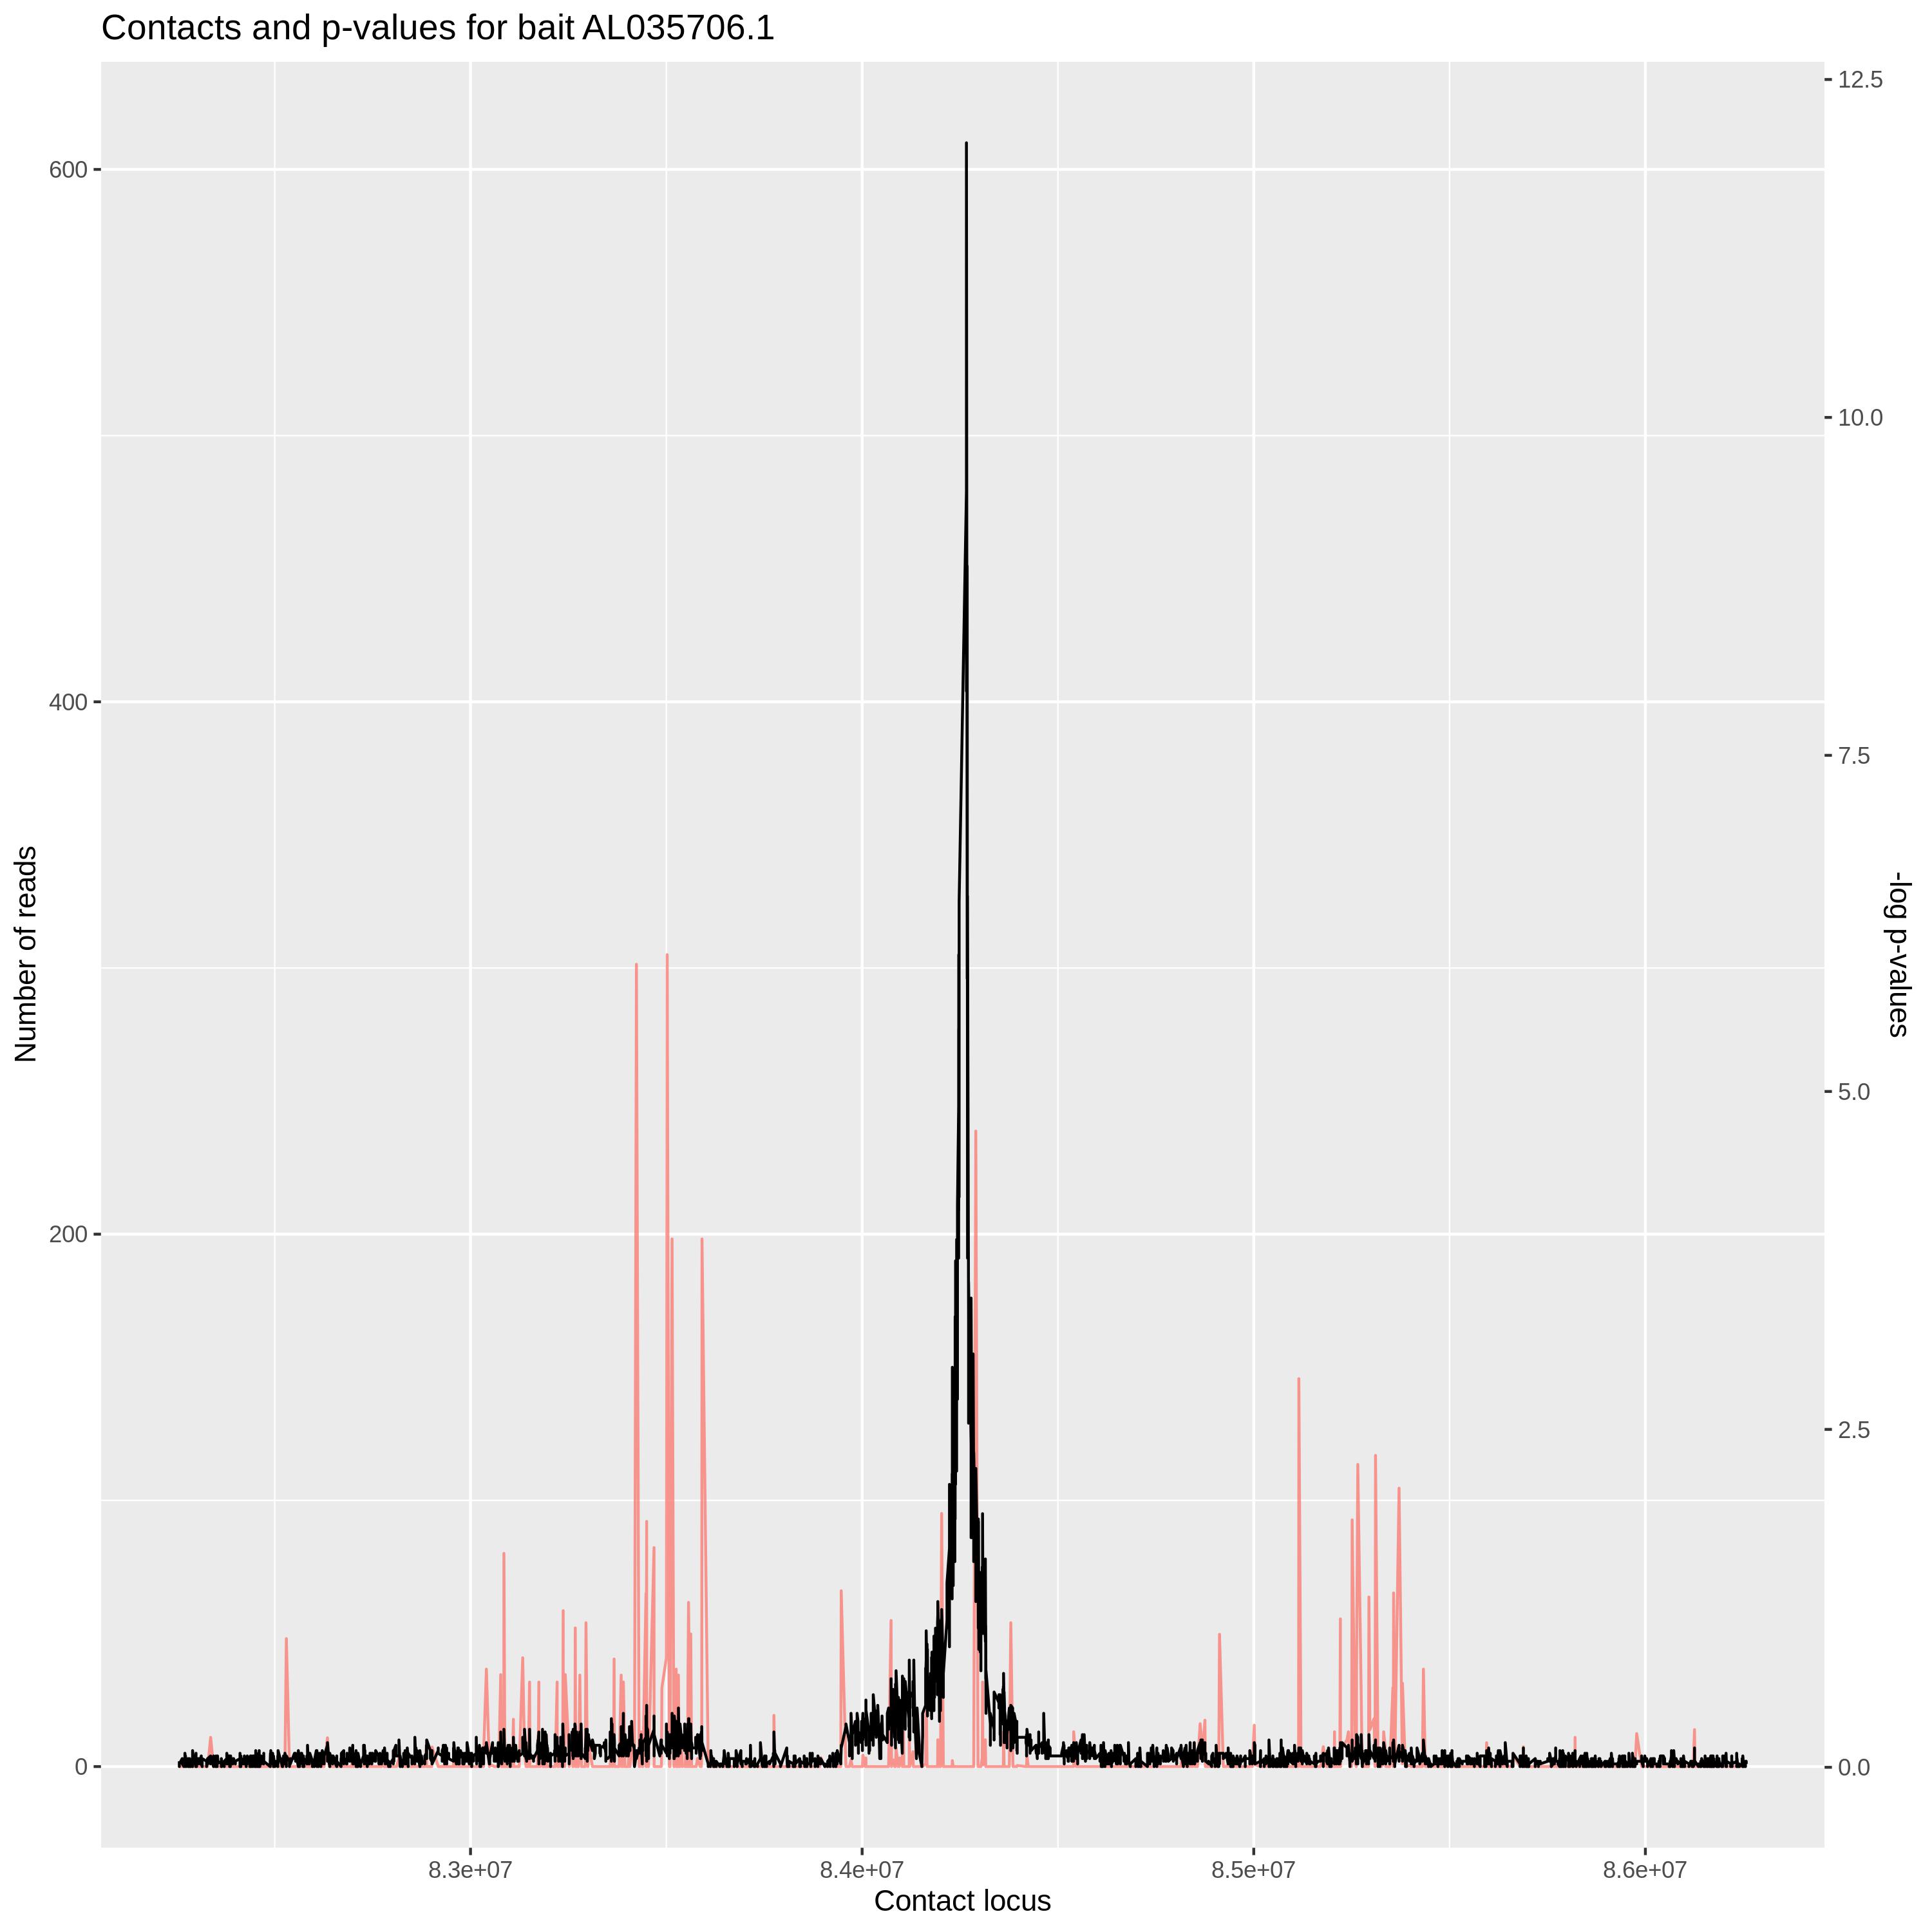 Contacts and p-values for bait AL035706.1
600
400
200
0
Number of reads
12.5
10.0
7.5
5.0
2.5
0.0
-log p-values
8.3e+07
8.4e+07
8.5e+07
8.6e+07
Contact locus